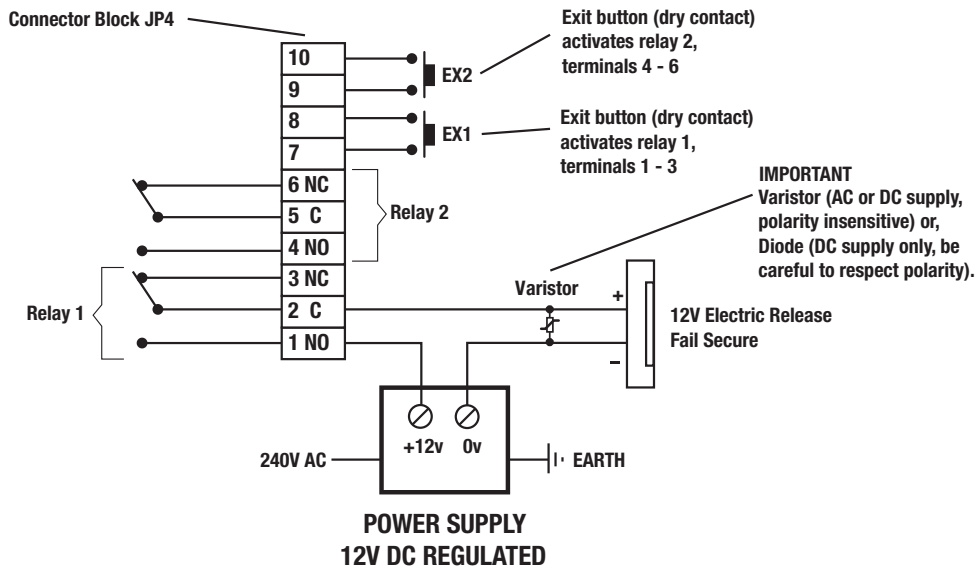 Connector Block JP4
Exit button (dry contact)
activates relay 2,
terminals 4 - 6
10
EX2
9
8
Exit button (dry contact)
activates relay 1,
terminals 1 - 3
EX1
7
IMPORTANT
Varistor (AC or DC supply,
polarity insensitive) or,
Diode (DC supply only, be
careful to respect polarity).
6 NC
5 C
Relay 2
4 NO
3 NC
Varistor
Relay 1
2 C
+
12V Electric Release
Fail Secure
1 NO
–
+12v 0v
240V AC
EARTH
POWER SUPPLY
12V DC REGULATED